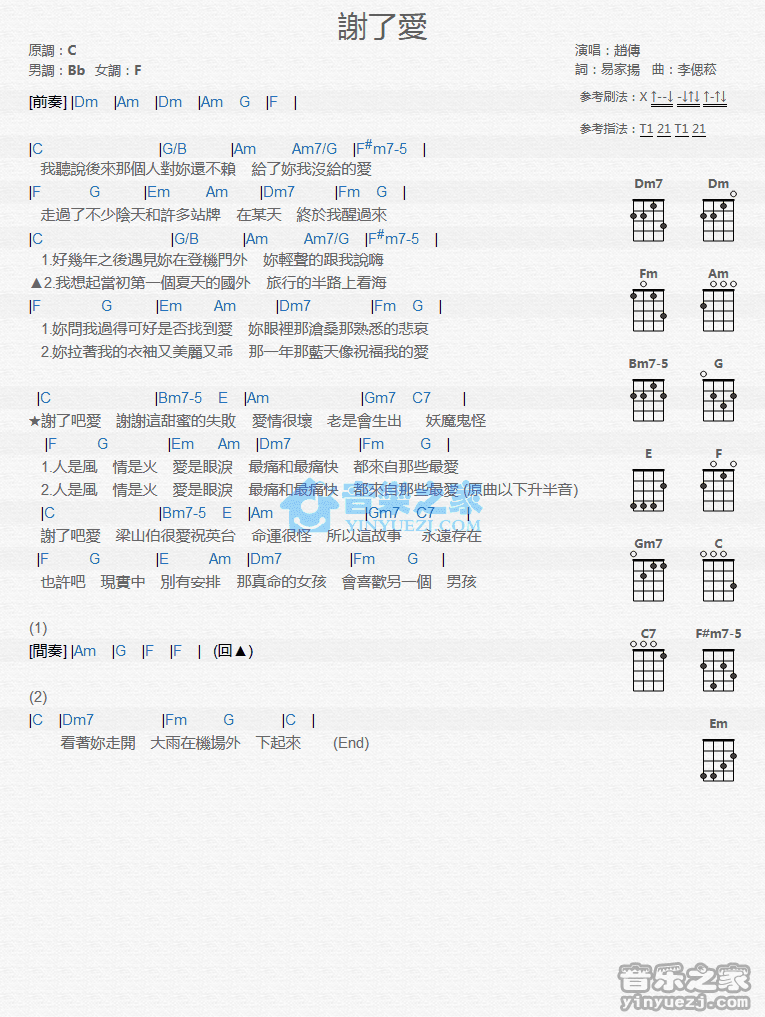 謝了愛
原調：C
男調：Bb 女調：F
演唱：趙傳
詞：易家揚 曲：李偲菘
參考刷法：X ↑--↓ -↓↑↓ ↑-↑↓
參考指法：T1 21 T1 21
[前奏] |Dm |Am |Dm |Am G |F |
|C |G/B |Am Am7/G |F#m7-5 |
我聽說後來那個人對妳還不賴 給了妳我沒給的愛
|F G |Em Am |Dm7 |Fm G |
走過了不少陰天和許多站牌 在某天 終於我醒過來
|C |G/B |Am Am7/G |F#m7-5 |
1.好幾年之後遇見妳在登機門外 妳輕聲的跟我說嗨
▲2.我想起當初第一個夏天的國外 旅行的半路上看海
|F G |Em Am |Dm7 |Fm G |
1.妳問我過得可好是否找到愛 妳眼裡那滄桑那熟悉的悲哀
2.妳拉著我的衣袖又美麗又乖 那一年那藍天像祝福我的愛
|C |Bm7-5 E |Am |Gm7 C7 |
★謝了吧愛 謝謝這甜蜜的失敗 愛情很壞 老是會生出 妖魔鬼怪
|F G |Em Am |Dm7 |Fm G |
1.人是風 情是火 愛是眼淚 最痛和最痛快 都來自那些最愛
2.人是風 情是火 愛是眼淚 最痛和最痛快 都來自那些最愛 (原曲以下升半音)
|C |Bm7-5 E |Am |Gm7 C7 |
謝了吧愛 梁山伯很愛祝英台 命運很怪 所以這故事 永遠存在
|F G |E Am |Dm7 |Fm G |
也許吧 現實中 別有安排 那真命的女孩 會喜歡另一個 男孩
(1)
[間奏] |Am |G |F |F | (回▲)
(2)
|C |Dm7 |Fm G |C |
看著妳走開 大雨在機場外 下起來 (End)
Dm7 Dm
Fm Am
Bm7-5 G
E F
Gm7 C
C7 F#m7-5
Em
音樂之家
YINYUEZJ.COM
音乐之家
yinyuezj.com